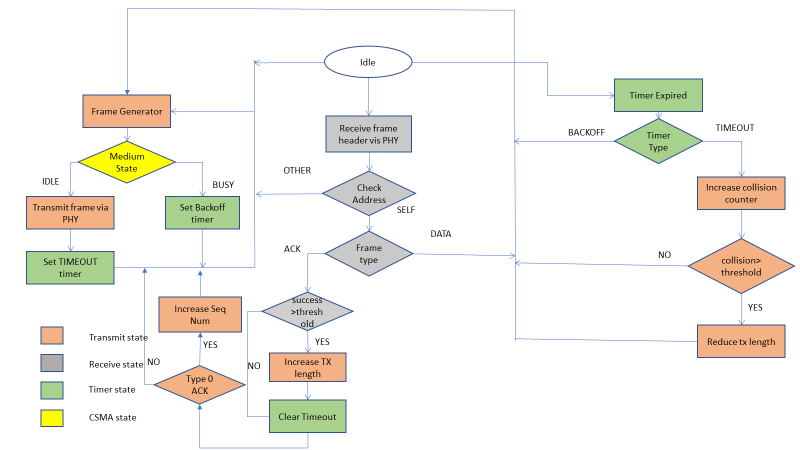 Idle
Frame Generator
Timer Expired
Receive frame
header vis PHY
BACKOFF
TIMEOUT
Timer
Type
Medium
State
IDLE
BUSY
OTHER
Check
Address
Increase collision
counter
Transmit frame via
PHY
Set Backoff
timer
SELF
DATA
ACK
Frame
type
NO
collision>
threshold
Set TIMEOUT
timer
success
>thresh
old
YES
Increase Seq
Num
YES
Reduce tx length
Transmit state
YES
Receive state
NO
NO
Increase TX
length
Type 0
ACK
Timer state
CSMA state
Clear Timeout